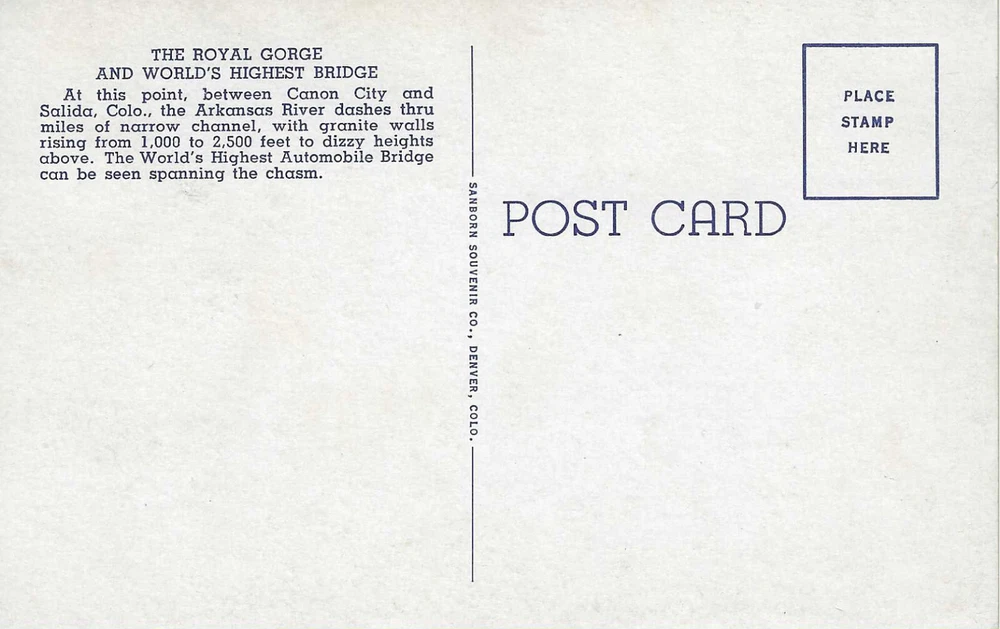 THE ROYAL GORGE
AND WORLD'S HIGHEST BRIDGE
At this point, between Canon City and
Salida, Colo., the Arkansas River dashes thru
miles of narrow channel, with granite walls
rising from 1,000 to 2,500 feet to dizzy heights
above. The World's Highest Automobile Bridge
can be seen spanning the chasm.
SANBORN SOUVENIR CO., DENVER, COLO.
POST CARD
PLACE
STAMP
HERE